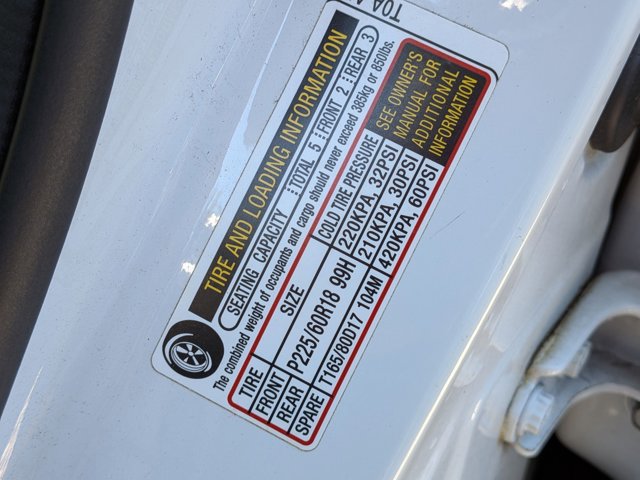 TIRE AND LOADING INFORMATION
SEATING CAPACITY TOTAL 5 FRONT 2 REAR 3
The combined weight of occupants and cargo should never exceed 385kg or 850lbs.
TIRE SIZE COLD TIRE PRESSURE
FRONT P225/60R18 99H 220KPA, 32PSI
REAR 210KPA, 30PSI
SPARE T165/80D17 104M 420KPA, 60PSI
SEE OWNER'S
MANUAL FOR
ADDITIONAL
INFORMATION